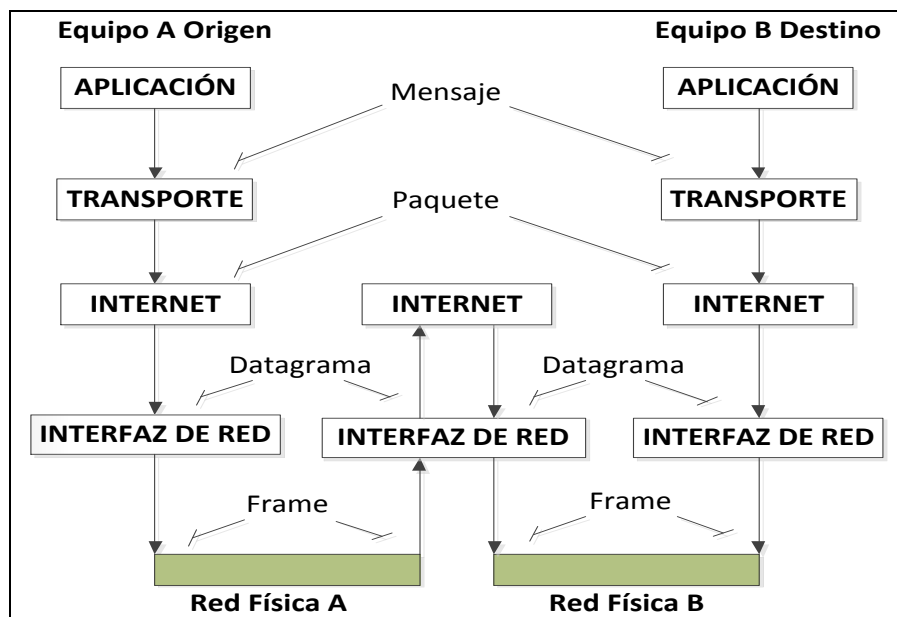 Equipo A Origen
Equipo B Destino
APLICACIÓN
APLICACIÓN
Mensaje
TRANSPORTE
TRANSPORTE
Paquete
INTERNET
INTERNET
INTERNET
Datagrama
Datagrama
INTERFAZ DE RED
INTERFAZ DE RED
INTERFAZ DE RED
Frame
Frame
Red Física A
Red Física B